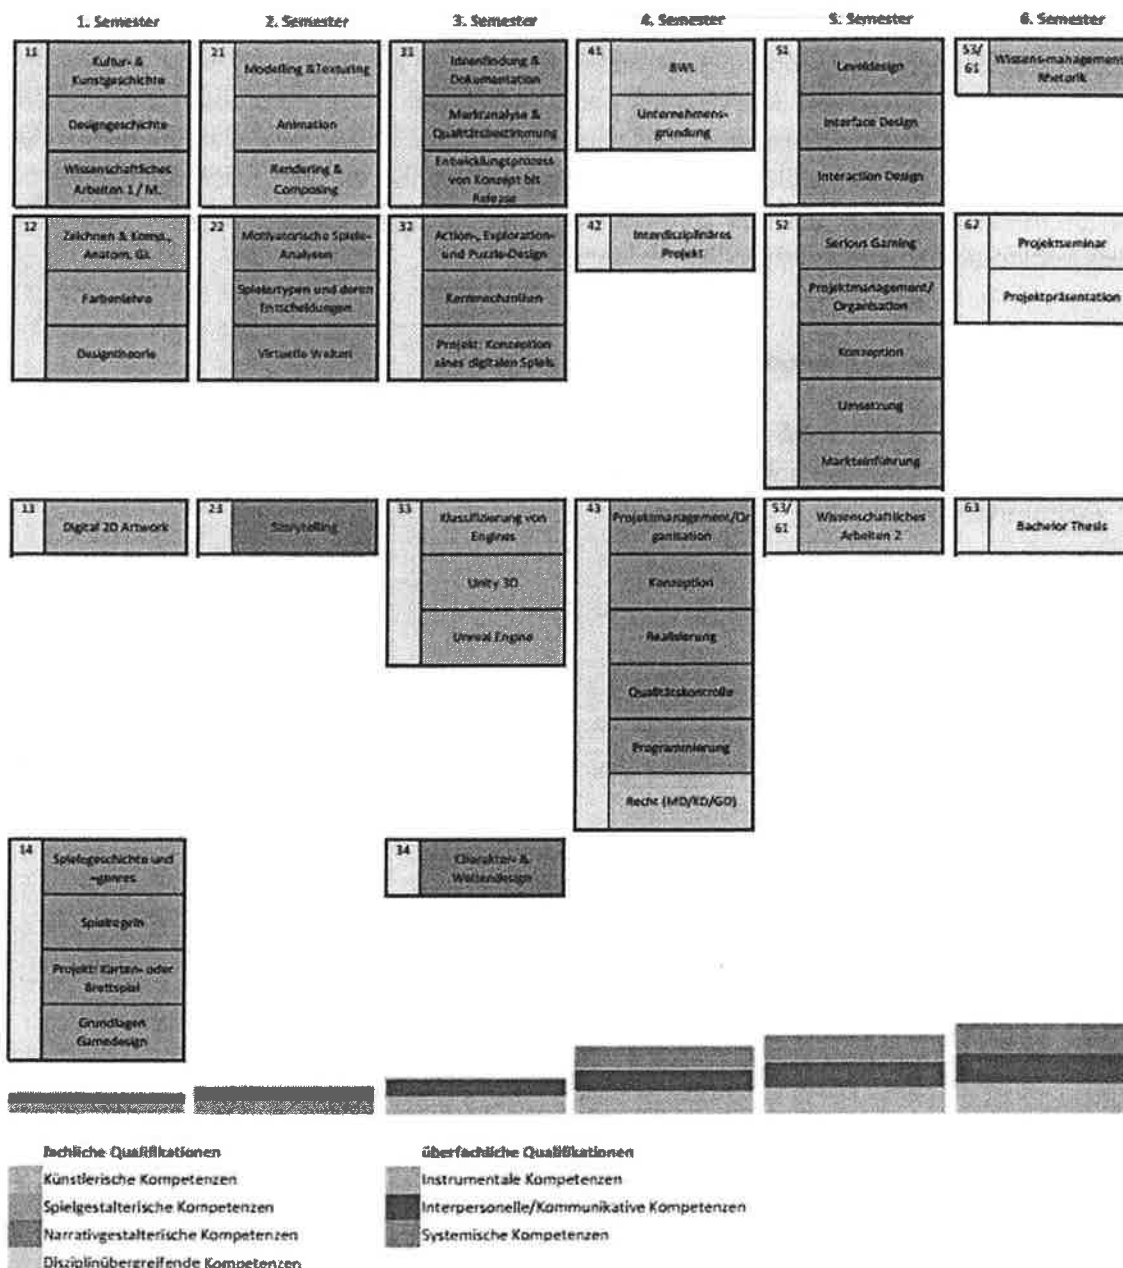 1. Semester
2. Semester
3. Semester
4. Semester
5. Semester
6. Semester
11
Kultur- &
Kunstgeschichte
Designgeschichte
Wissenschaftliches
Arbeiten 1 / M.
21
Modelling & Texturing
Animation
Rendering &
Composing
31
Ideenfindung &
Dokumentation
Marktanalyse &
Qualitätsbestimmung
Entwicklungsprozess
von Konzept bis
Release
41
BWL
Unternehmens-
gründung
51
Leveldesign
Interface Design
Interaction Design
53/
61
Wissens-management
Rhetorik
12
Zeichnen & Komp.,
Anatom. GL
Farbenlehre
Designtheorie
22
Motivatorische Spiele-
Analysen
Spielertypen und deren
Entscheidungen
Virtuelle Welten
32
Action-, Exploration-
und Puzzle-Design
Kernmechaniken
Projekt: Konzeption
eines digitalen Spiels
42
Interdisziplinäres
Projekt
52
Serious Gaming
Projektmanagement/
Organisation
Konzeption
Umsetzung
Markteinführung
62
Projektseminar
Projektpräsentation
13
Digital 2D Artwork
23
Storytelling
33
Klassifizierung von
Engines
Unity 3D
Unreal Engine
43
Projektmanagement/Or
ganisation
Konzeption
Realisierung
Qualitätskontrolle
Programmierung
Recht (MD/KD/GD)
53/
61
Wissenschaftliches
Arbeiten 2
63
Bachelor Thesis
14
Spielegeschichte und
-genres
Spielregeln
Projekt: Karten- oder
Brettspiel
Grundlagen
Gamedesign
34
Charakter- &
Weltendesign
fachliche Qualifikationen
Künstlerische Kompetenzen
Spielgestalterische Kompetenzen
Narrativgestalterische Kompetenzen
Disziplinübergreifende Kompetenzen
überfachliche Qualifikationen
Instrumentale Kompetenzen
Interpersonelle/Kommunikative Kompetenzen
Systemische Kompetenzen